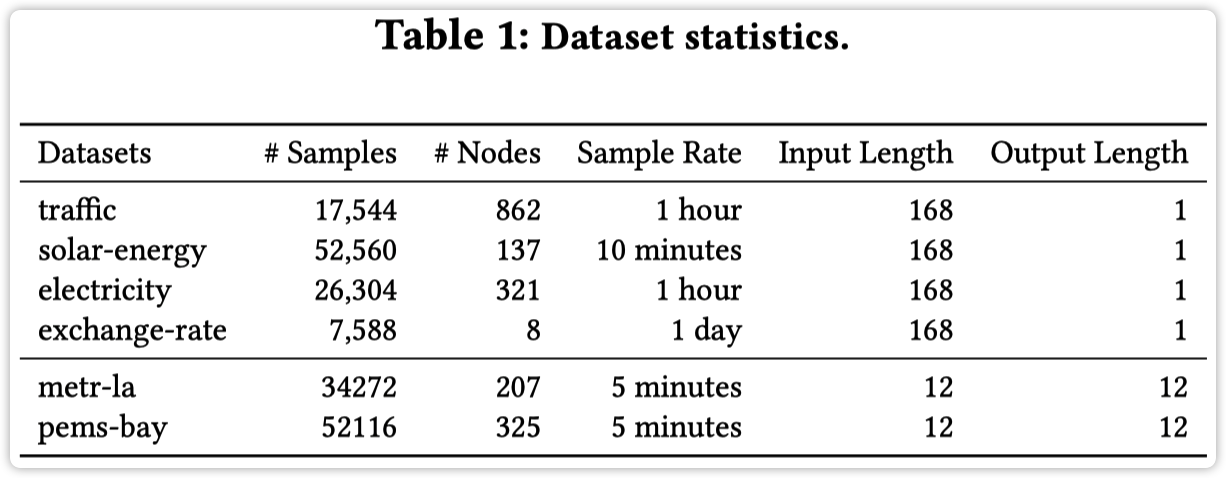 Table 1: Dataset statistics.
Datasets # Samples # Nodes Sample Rate Input Length Output Length
traffic 17,544 862 1 hour 168 1
solar-energy 52,560 137 10 minutes 168 1
electricity 26,304 321 1 hour 168 1
exchange-rate 7,588 8 1 day 168 1
metr-la 34272 207 5 minutes 12 12
pems-bay 52116 325 5 minutes 12 12